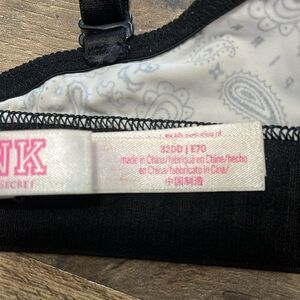 NK
SECRET
32DD | E70
made in China/fabriqué en Chine/hecho
en China/fabricado in Cina/
中国制造